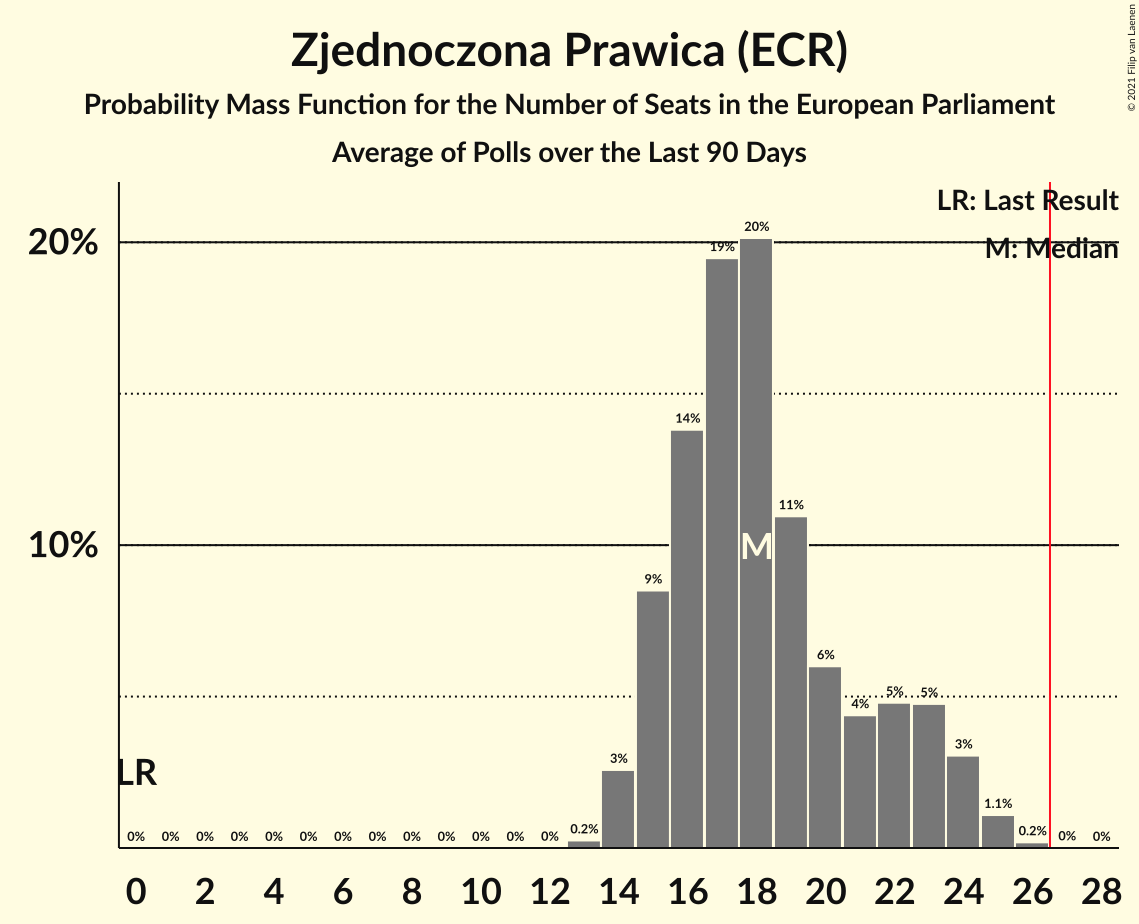 Zjednoczona Prawica (ECR)
Probability Mass Function for the Number of Seats in the European Parliament
Average of Polls over the Last 90 Days
© 2021 Filip van Laenen
LR: Last Result
M: Median
20%
10%
20%
19%
14%
11%
M
9%
6%
5%
5%
4%
3%
3%
LR
1.1%
0% 0% 0% 0% 0% 0% 0% 0% 0% 0% 0% 0% 0% 0.2% 0.2% 0% 0%
0 2 4 6 8 10 12 14 16 18 20 22 24 26 28